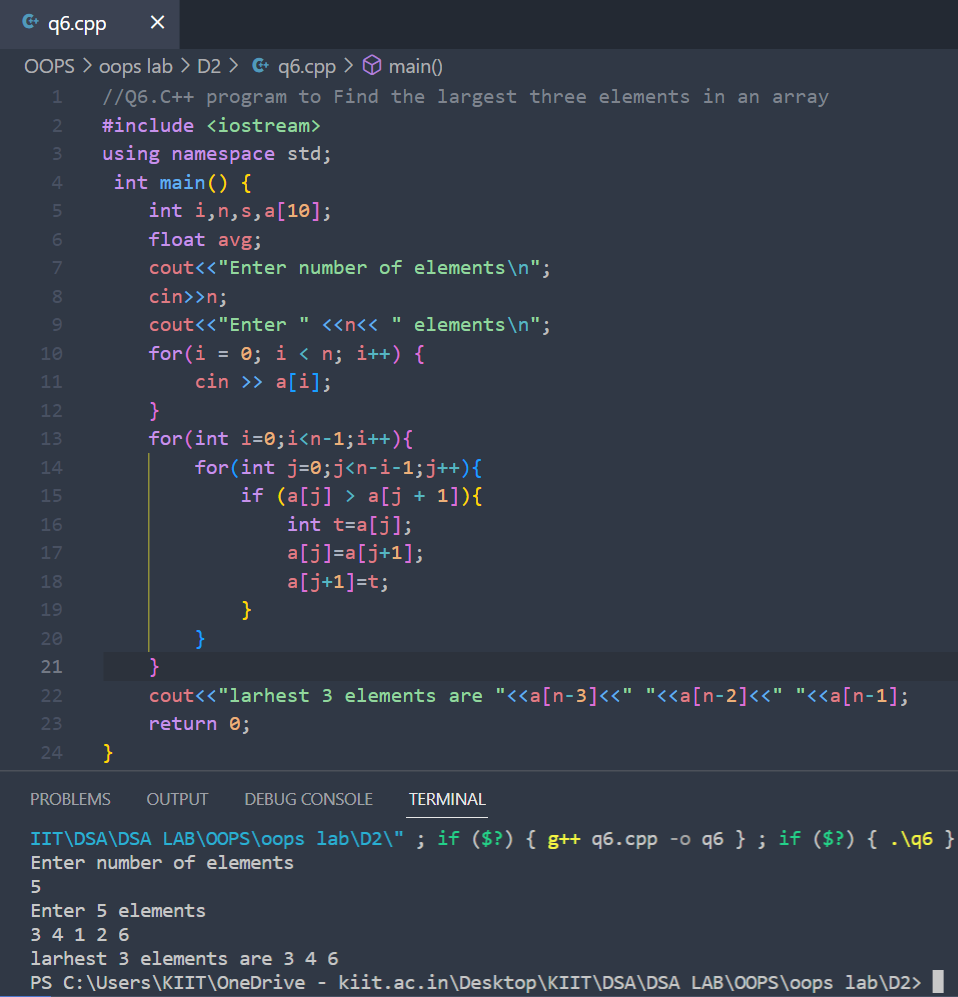 q6.cpp
OOPS > oops lab > D2 > q6.cpp > main()
1 //Q6.C++ program to Find the largest three elements in an array
2 #include <iostream>
3 using namespace std;
4 int main() {
5 int i,n,s,a[10];
6 float avg;
7 cout<<"Enter number of elements\n";
8 cin>>n;
9 cout<<"Enter " <<n<< " elements\n";
10 for(i = 0; i < n; i++) {
11 cin >> a[i];
12 }
13 for(int i=0;i<n-1;i++){
14 for(int j=0;j<n-i-1;j++){
15 if (a[j] > a[j + 1]){
16 int t=a[j];
17 a[j]=a[j+1];
18 a[j+1]=t;
19 }
20 }
21 }
22 cout<<"larhest 3 elements are "<<a[n-3]<<" "<<a[n-2]<<" "<<a[n-1];
23 return 0;
24 }
PROBLEMS OUTPUT DEBUG CONSOLE TERMINAL
IIT\DSA\DSA LAB\OOPS\oops lab\D2\" ; if ($?) { g++ q6.cpp -o q6 } ; if ($?) { .\q6 }
Enter number of elements
5
Enter 5 elements
3 4 1 2 6
larhest 3 elements are 3 4 6
PS C:\Users\KIIT\OneDrive - kiit.ac.in\Desktop\KIIT\DSA\DSA LAB\OOPS\oops lab\D2>